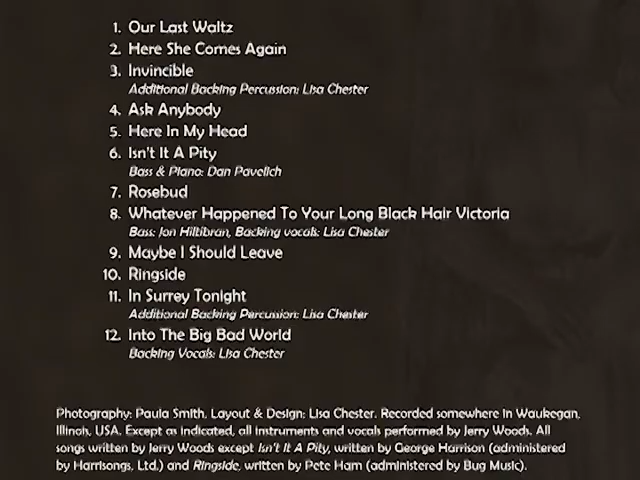 1. Our Last Waltz
2. Here She Comes Again
3. Invincible
Additional Backing Percussion: Lisa Chester
4. Ask Anybody
5. Here In My Head
6. Isn't It A Pity
Bass & Piano: Dan Pavelich
7. Rosebud
8. Whatever Happened To Your Long Black Hair Victoria
Bass: Jon Hiltibran, Backing vocals: Lisa Chester
9. Maybe I Should Leave
10. Ringside
11. In Surrey Tonight
Additional Backing Percussion: Lisa Chester
12. Into The Big Bad World
Backing Vocals: Lisa Chester
Photography: Paula Smith. Layout & Design: Lisa Chester. Recorded somewhere in Waukegan,
Illinois, USA. Except as indicated, all instruments and vocals performed by Jerry Woods. All
songs written by Jerry Woods except Isn't It A Pity, written by George Harrison (administered
by Harrisongs, Ltd.) and Ringside, written by Pete Ham (administered by Bug Music).